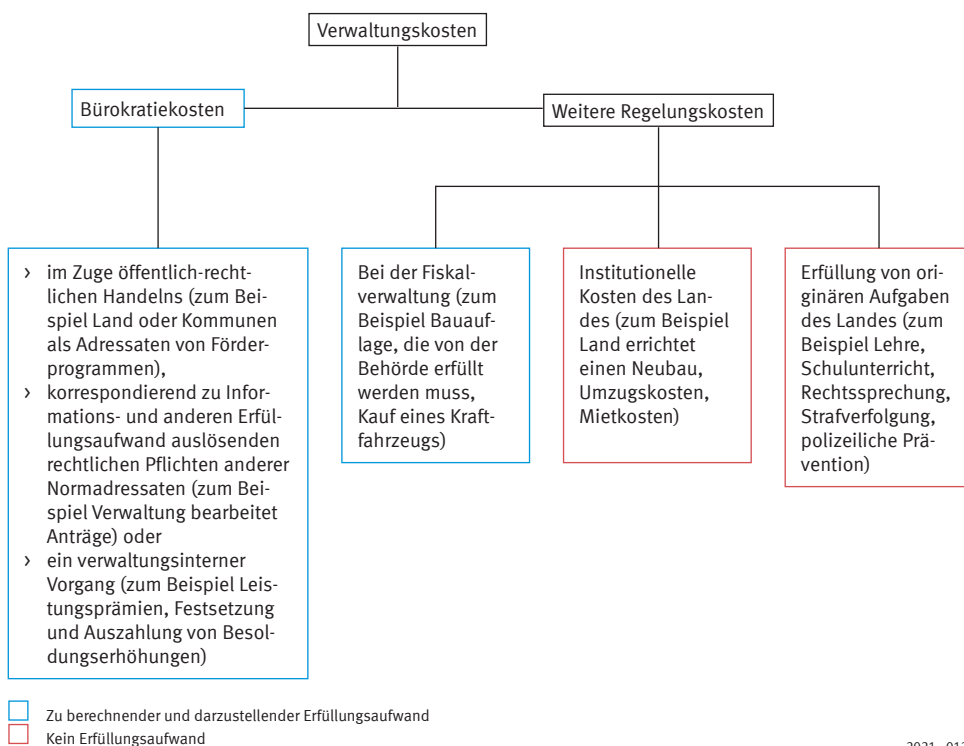 Verwaltungskosten
Bürokratiekosten
Weitere Regelungskosten
› im Zuge öffentlich-recht-
lichen Handelns (zum Bei-
spiel Land oder Kommunen
als Adressaten von Förder-
programmen),
› korrespondierend zu Infor-
mations- und anderen Erfül-
lungsaufwand auslösenden
rechtlichen Pflichten anderer
Normadressaten (zum Bei-
spiel Verwaltung bearbeitet
Anträge) oder
› ein verwaltungsinterner
Vorgang (zum Beispiel Leis-
tungsprämien, Festsetzung
und Auszahlung von Besol-
dungserhöhungen)
Bei der Fiskal-
verwaltung (zum
Beispiel Bauauf-
lage, die von der
Behörde erfüllt
werden muss,
Kauf eines Kraft-
fahrzeugs)
Institutionelle
Kosten des Lan-
des (zum Beispiel
Land errichtet
einen Neubau,
Umzugskosten,
Mietkosten)
Erfüllung von ori-
ginären Aufgaben
des Landes (zum
Beispiel Lehre,
Schulunterricht,
Rechtssprechung,
Strafverfolgung,
polizeiliche Prä-
vention)
Zu berechnender und darzustellender Erfüllungsaufwand
Kein Erfüllungsaufwand